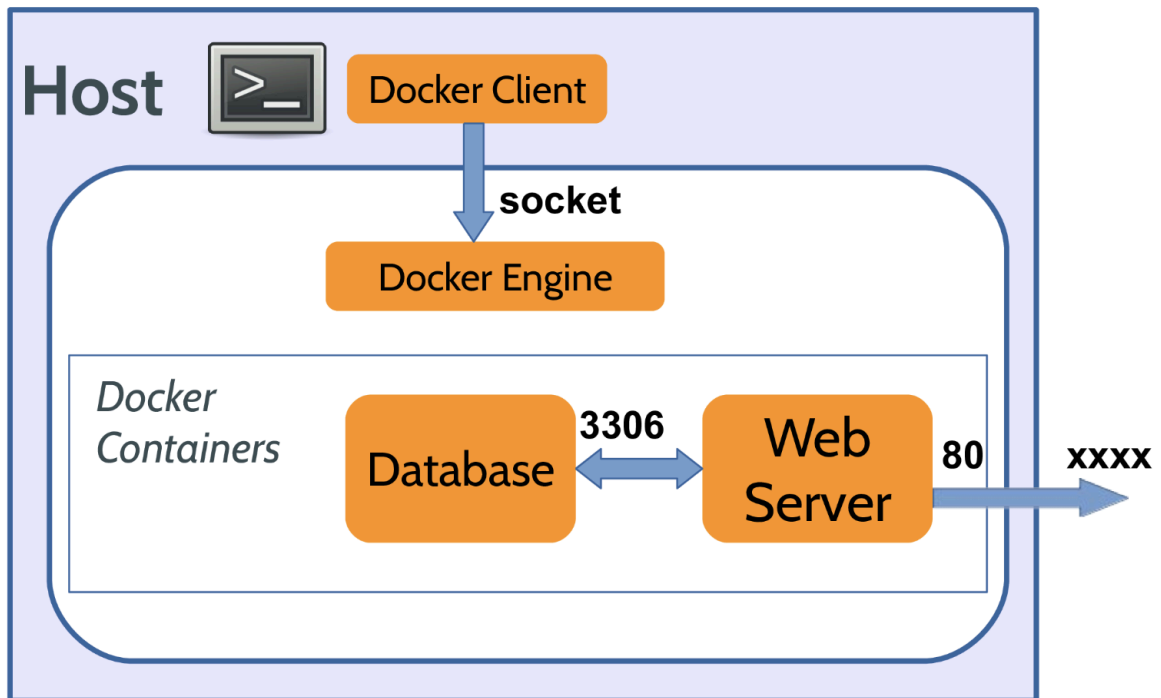 Host
>_
Docker Client
socket
Docker Engine
Docker
Containers
Database
3306
Web
Server
80
xxxx